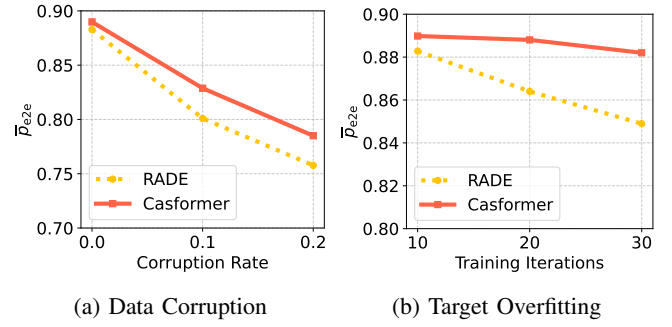 0.90
0.85
0.80
0.75
0.70
p̅e2e
RADE
Casformer
0.0 0.1 0.2
Corruption Rate
(a) Data Corruption
0.90
0.88
0.86
0.84
0.82
0.80
p̅e2e
RADE
Casformer
10 20 30
Training Iterations
(b) Target Overfitting